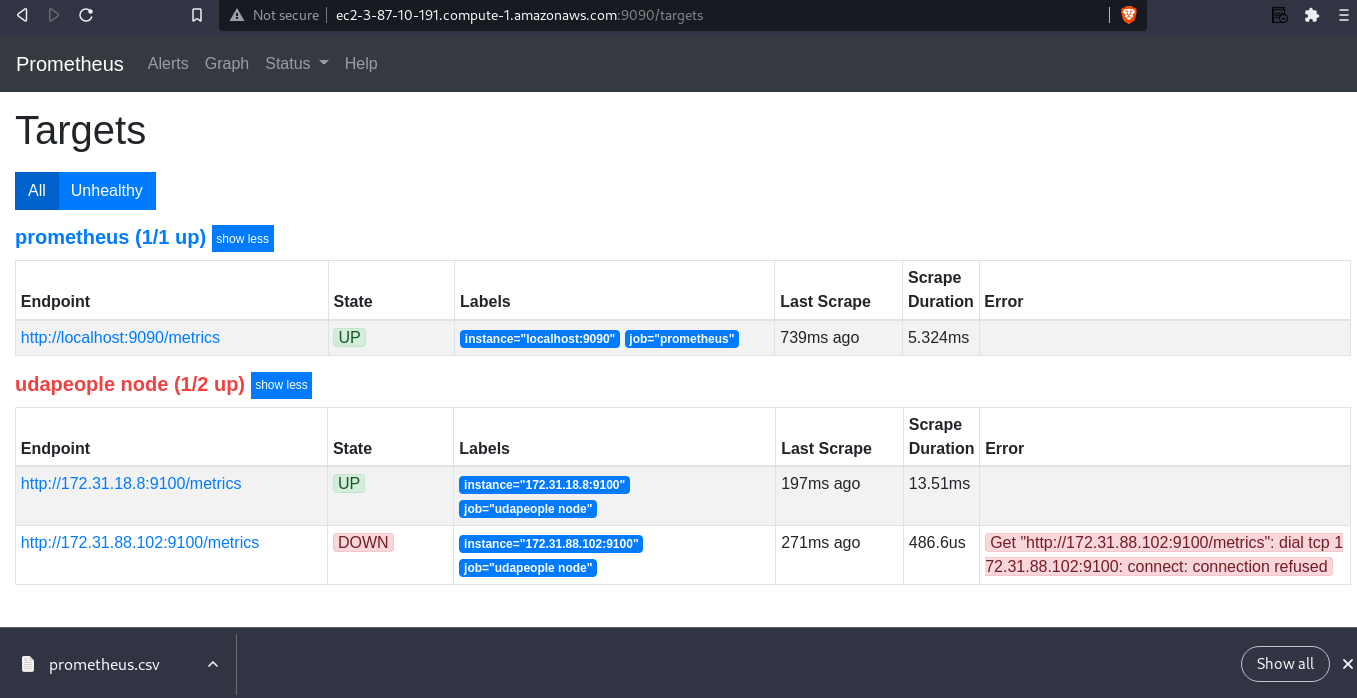 Not secure ec2-3-87-10-191.compute-1.amazonaws.com:9090/targets
Prometheus Alerts Graph Status Help
Targets
All Unhealthy
prometheus (1/1 up) show less
Endpoint State Labels Last Scrape Scrape Duration Error
http://localhost:9090/metrics UP instance="localhost:9090" job="prometheus" 739ms ago 5.324ms
udapeople node (1/2 up) show less
Endpoint State Labels Last Scrape Scrape Duration Error
http://172.31.18.8:9100/metrics UP instance="172.31.18.8:9100" 197ms ago 13.51ms
job="udapeople node"
http://172.31.88.102:9100/metrics DOWN instance="172.31.88.102:9100" 271ms ago 486.6us Get "http://172.31.88.102:9100/metrics": dial tcp 1
job="udapeople node" 72.31.88.102:9100: connect: connection refused
prometheus.csv Show all